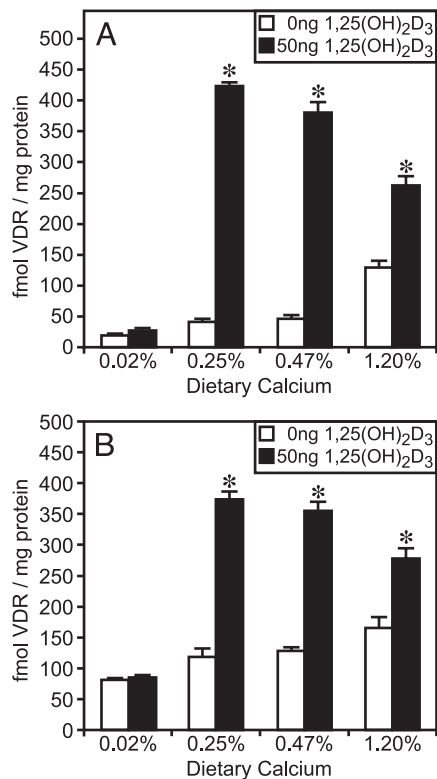 A
0ng 1,25(OH)2D3
50ng 1,25(OH)2D3
fmol VDR / mg protein
500
450
400
350
300
250
200
150
100
50
0
* * *
0.02% 0.25% 0.47% 1.20%
Dietary Calcium
B
0ng 1,25(OH)2D3
50ng 1,25(OH)2D3
fmol VDR / mg protein
500
450
400
350
300
250
200
150
100
50
0
* * *
0.02% 0.25% 0.47% 1.20%
Dietary Calcium